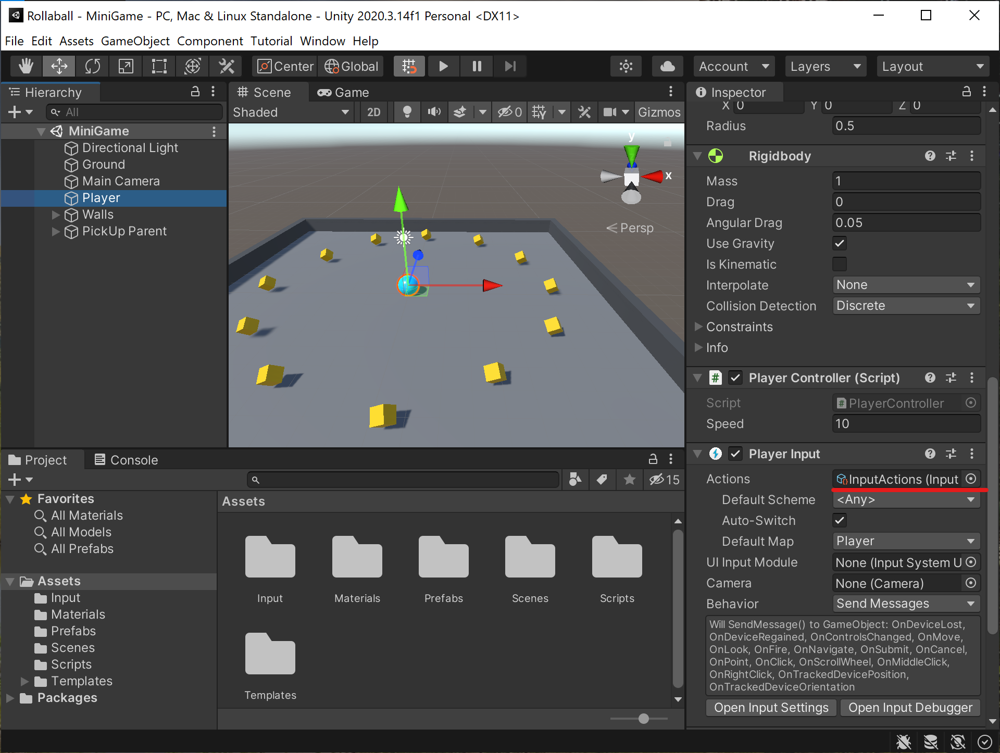 Rollaball - MiniGame - PC, Mac & Linux Standalone - Unity 2020.3.14f1 Personal <DX11>
File Edit Assets GameObject Component Tutorial Window Help
Center Global Account Layers Layout
Hierarchy
All
MiniGame
Directional Light
Ground
Main Camera
Player
Walls
PickUp Parent
Scene Game
Shaded 2D 0 Gizmos
y
x
Persp
Inspector
X 0 Y 0 Z 0
Radius 0.5
Rigidbody
Mass 1
Drag 0
Angular Drag 0.05
Use Gravity
Is Kinematic
Interpolate None
Collision Detection Discrete
Constraints
Info
# Player Controller (Script)
Script # PlayerController
Speed 10
Player Input
Actions InputActions (Input
Default Scheme <Any>
Auto-Switch
Default Map Player
UI Input Module None (Input System U
Camera None (Camera)
Behavior Send Messages
Will SendMessage() to GameObject: OnDeviceLost,
OnDeviceRegained, OnControlsChanged, OnMove,
OnLook, OnFire, OnNavigate, OnSubmit, OnCancel,
OnPoint, OnClick, OnScrollWheel, OnMiddleClick,
OnRightClick, OnTrackedDevicePosition,
OnTrackedDeviceOrientation
Open Input Settings Open Input Debugger
Project Console
15
Favorites
All Materials
All Models
All Prefabs
Assets
Input
Materials
Prefabs
Scenes
Scripts
Templates
Packages
Assets
Input Materials Prefabs Scenes Scripts
Templates